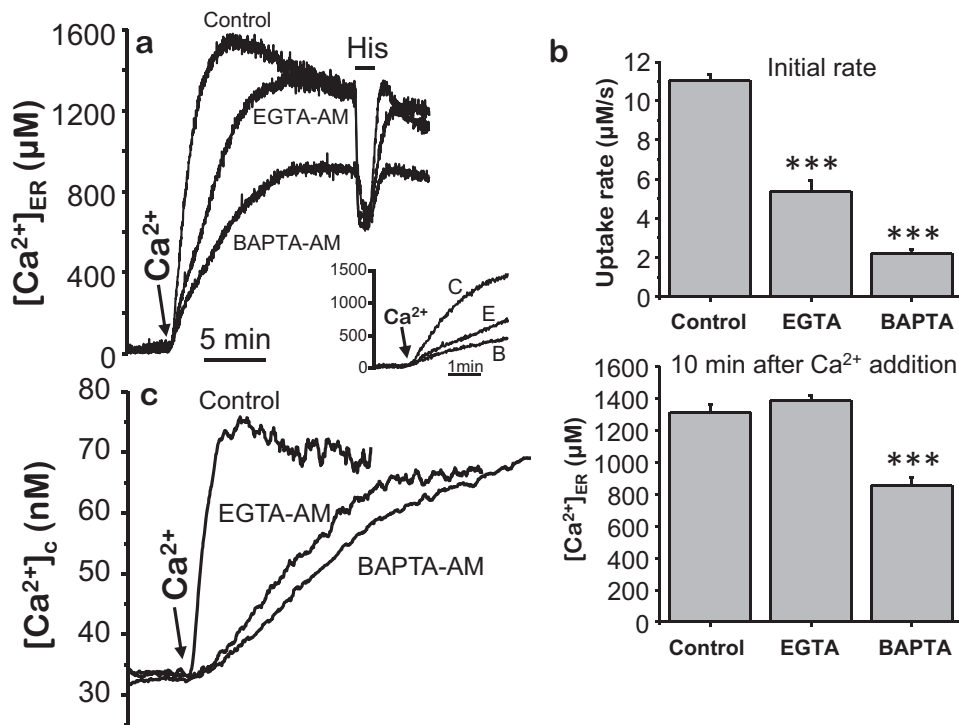 a
Control
His
EGTA-AM
BAPTA-AM
Ca²⁺
5 min
[Ca²⁺]ER (µM)
1600
1200
800
400
0
1500
1000
500
0
Ca²⁺
C
E
B
1min
b
Initial rate
Uptake rate (µM/s)
12
10
8
6
4
2
0
***
***
Control EGTA BAPTA
10 min after Ca²⁺ addition
[Ca²⁺]ER (µM)
1600
1400
1200
1000
800
600
400
200
0
***
Control EGTA BAPTA
c
Control
EGTA-AM
BAPTA-AM
Ca²⁺
[Ca²⁺]C (nM)
80
70
60
50
40
30